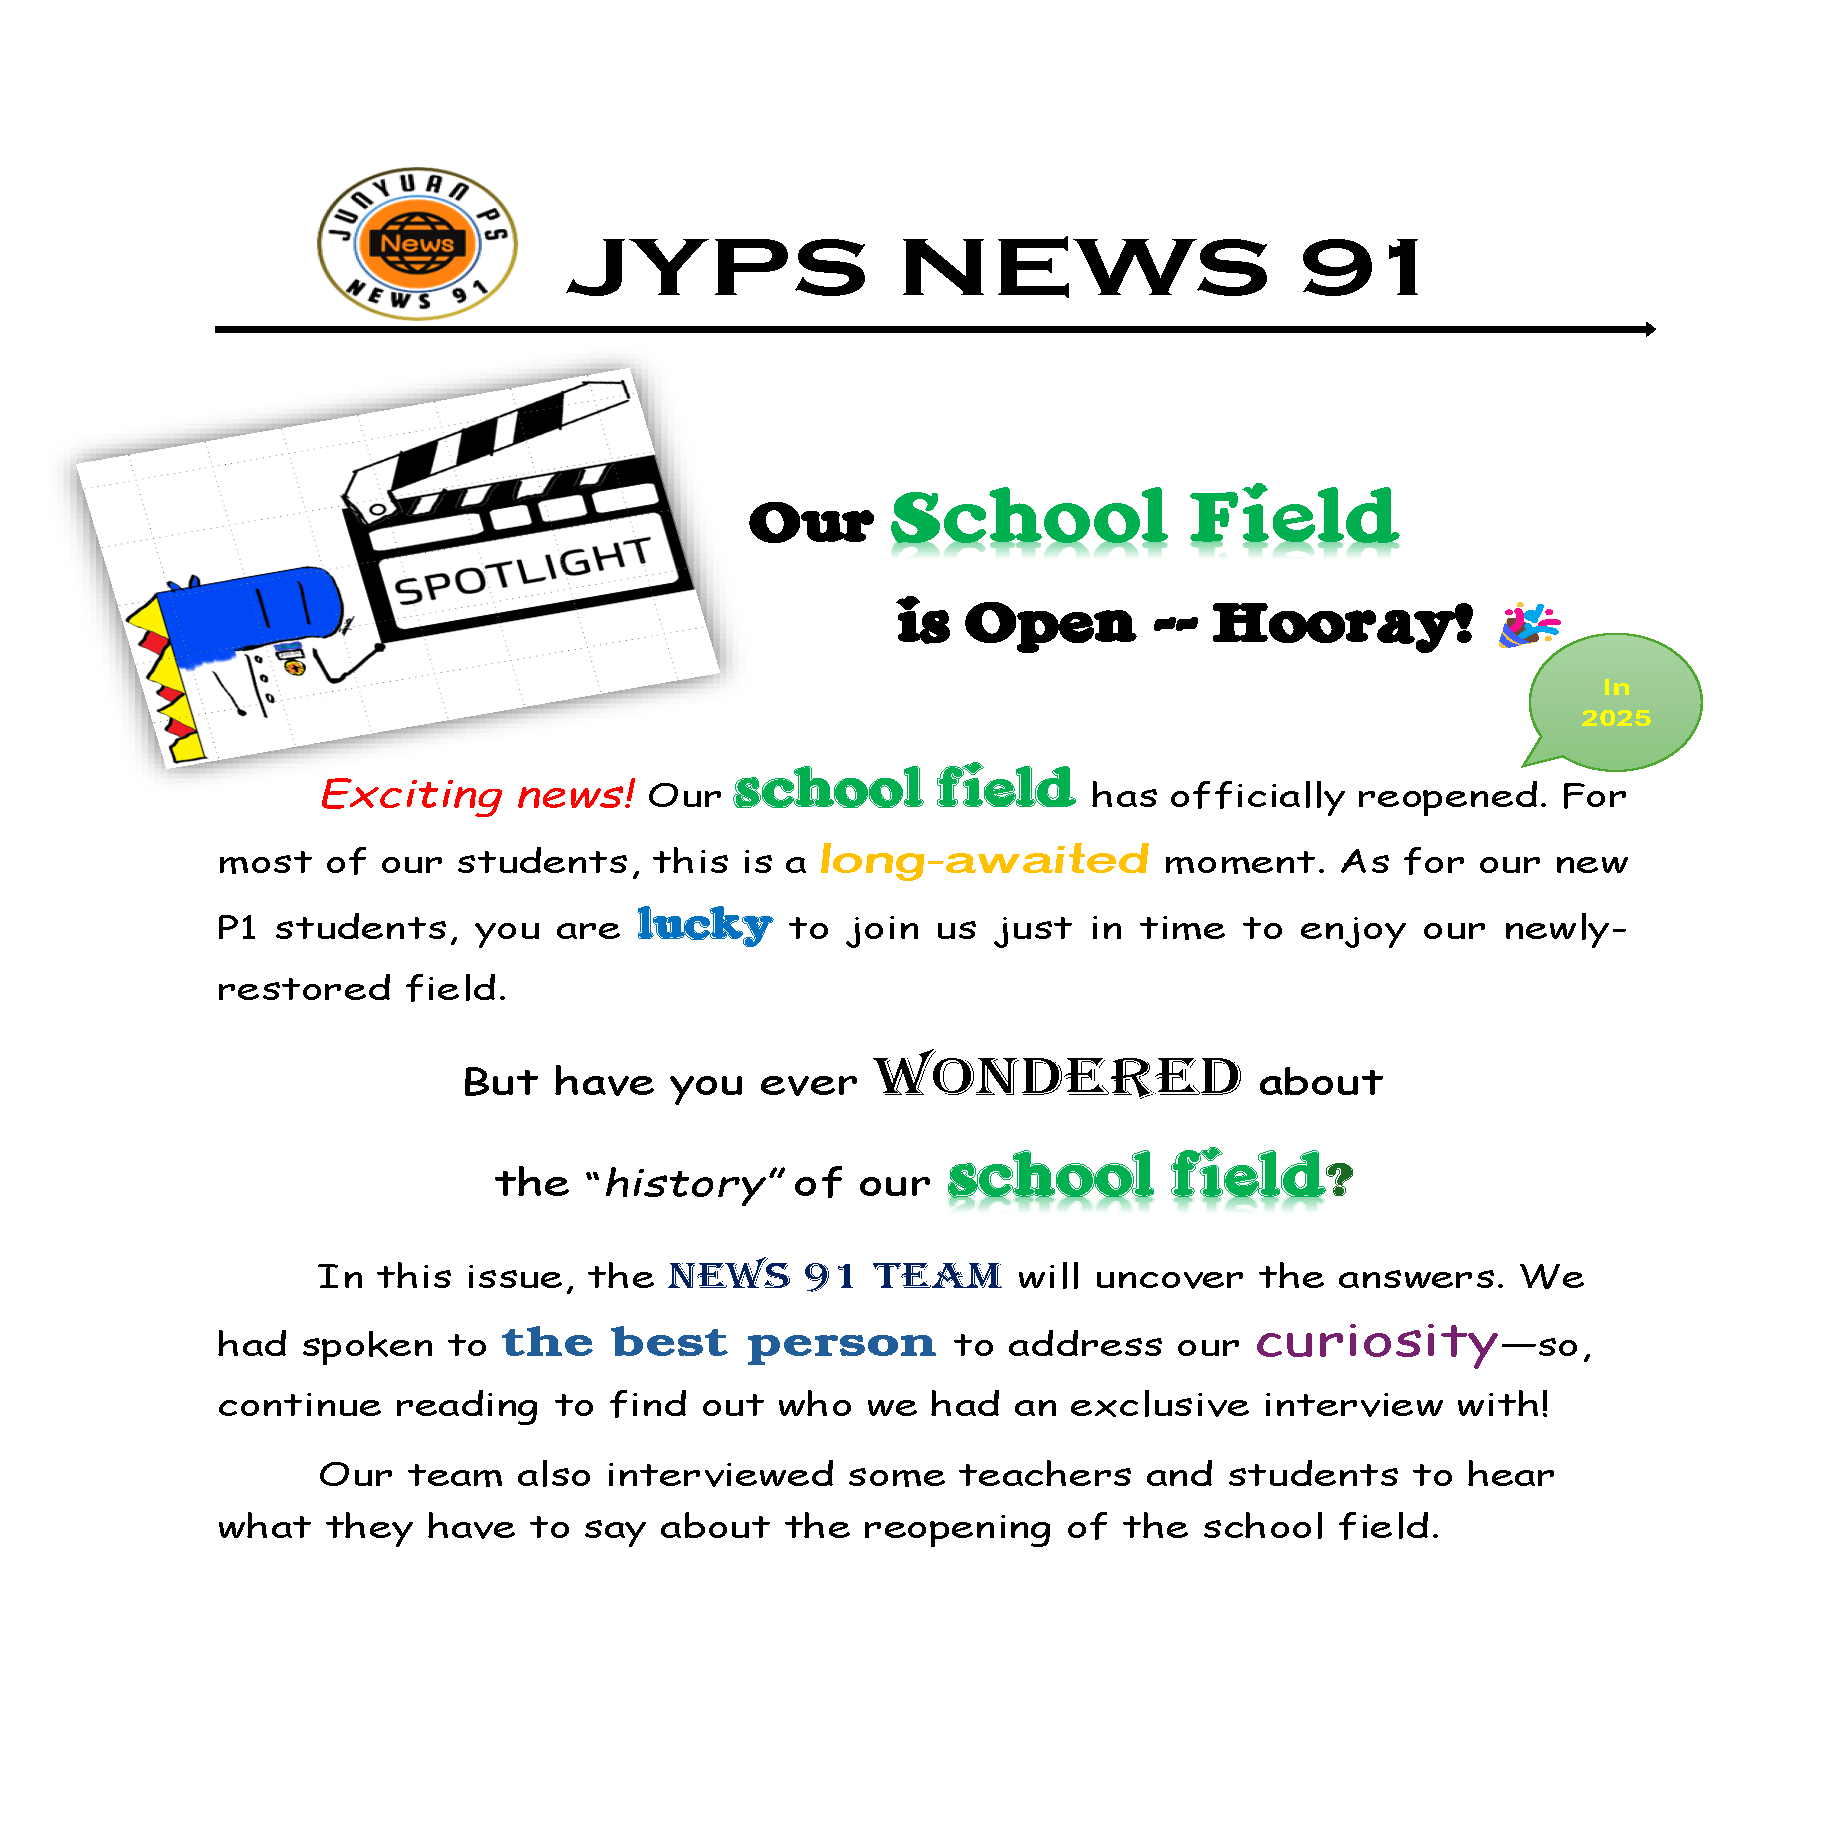 JUNYUAN PS
News
NEWS 91
JYPS NEWS 91
SPOTLIGHT
Our School Field
is Open -- Hooray! 🎉
In
2025
Exciting news! Our school field has officially reopened. For
most of our students, this is a long-awaited moment. As for our new
P1 students, you are lucky to join us just in time to enjoy our newly-
restored field.
But have you ever WONDERED about
the “history” of our school field?
In this issue, the NEWS 91 TEAM will uncover the answers. We
had spoken to the best person to address our curiosity—so,
continue reading to find out who we had an exclusive interview with!
Our team also interviewed some teachers and students to hear
what they have to say about the reopening of the school field.